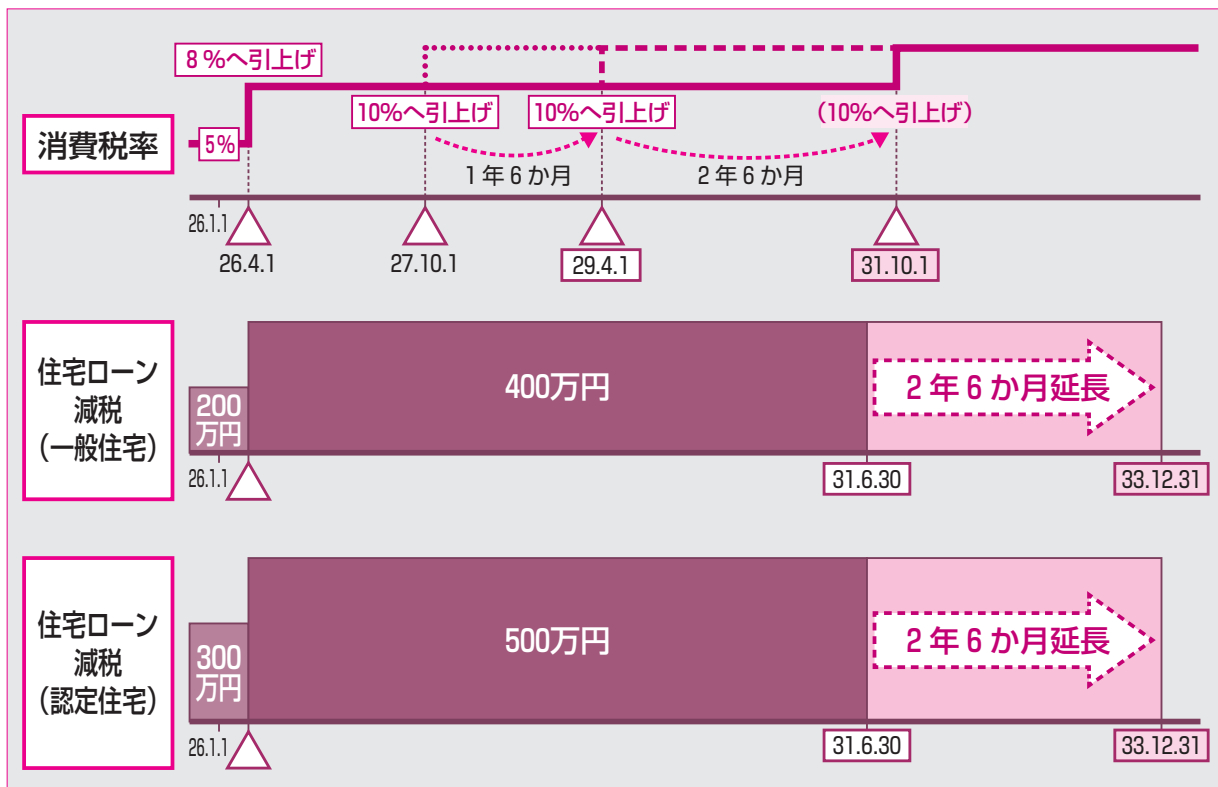 8%へ引上げ
10%へ引上げ
10%へ引上げ
(10%へ引上げ)
消費税率
5%
1年6か月
2年6か月
26.1.1
26.4.1
27.10.1
29.4.1
31.10.1
住宅ローン
減税
(一般住宅)
200
万円
400万円
2年6か月延長
26.1.1
31.6.30
33.12.31
住宅ローン
減税
(認定住宅)
300
万円
500万円
2年6か月延長
26.1.1
31.6.30
33.12.31